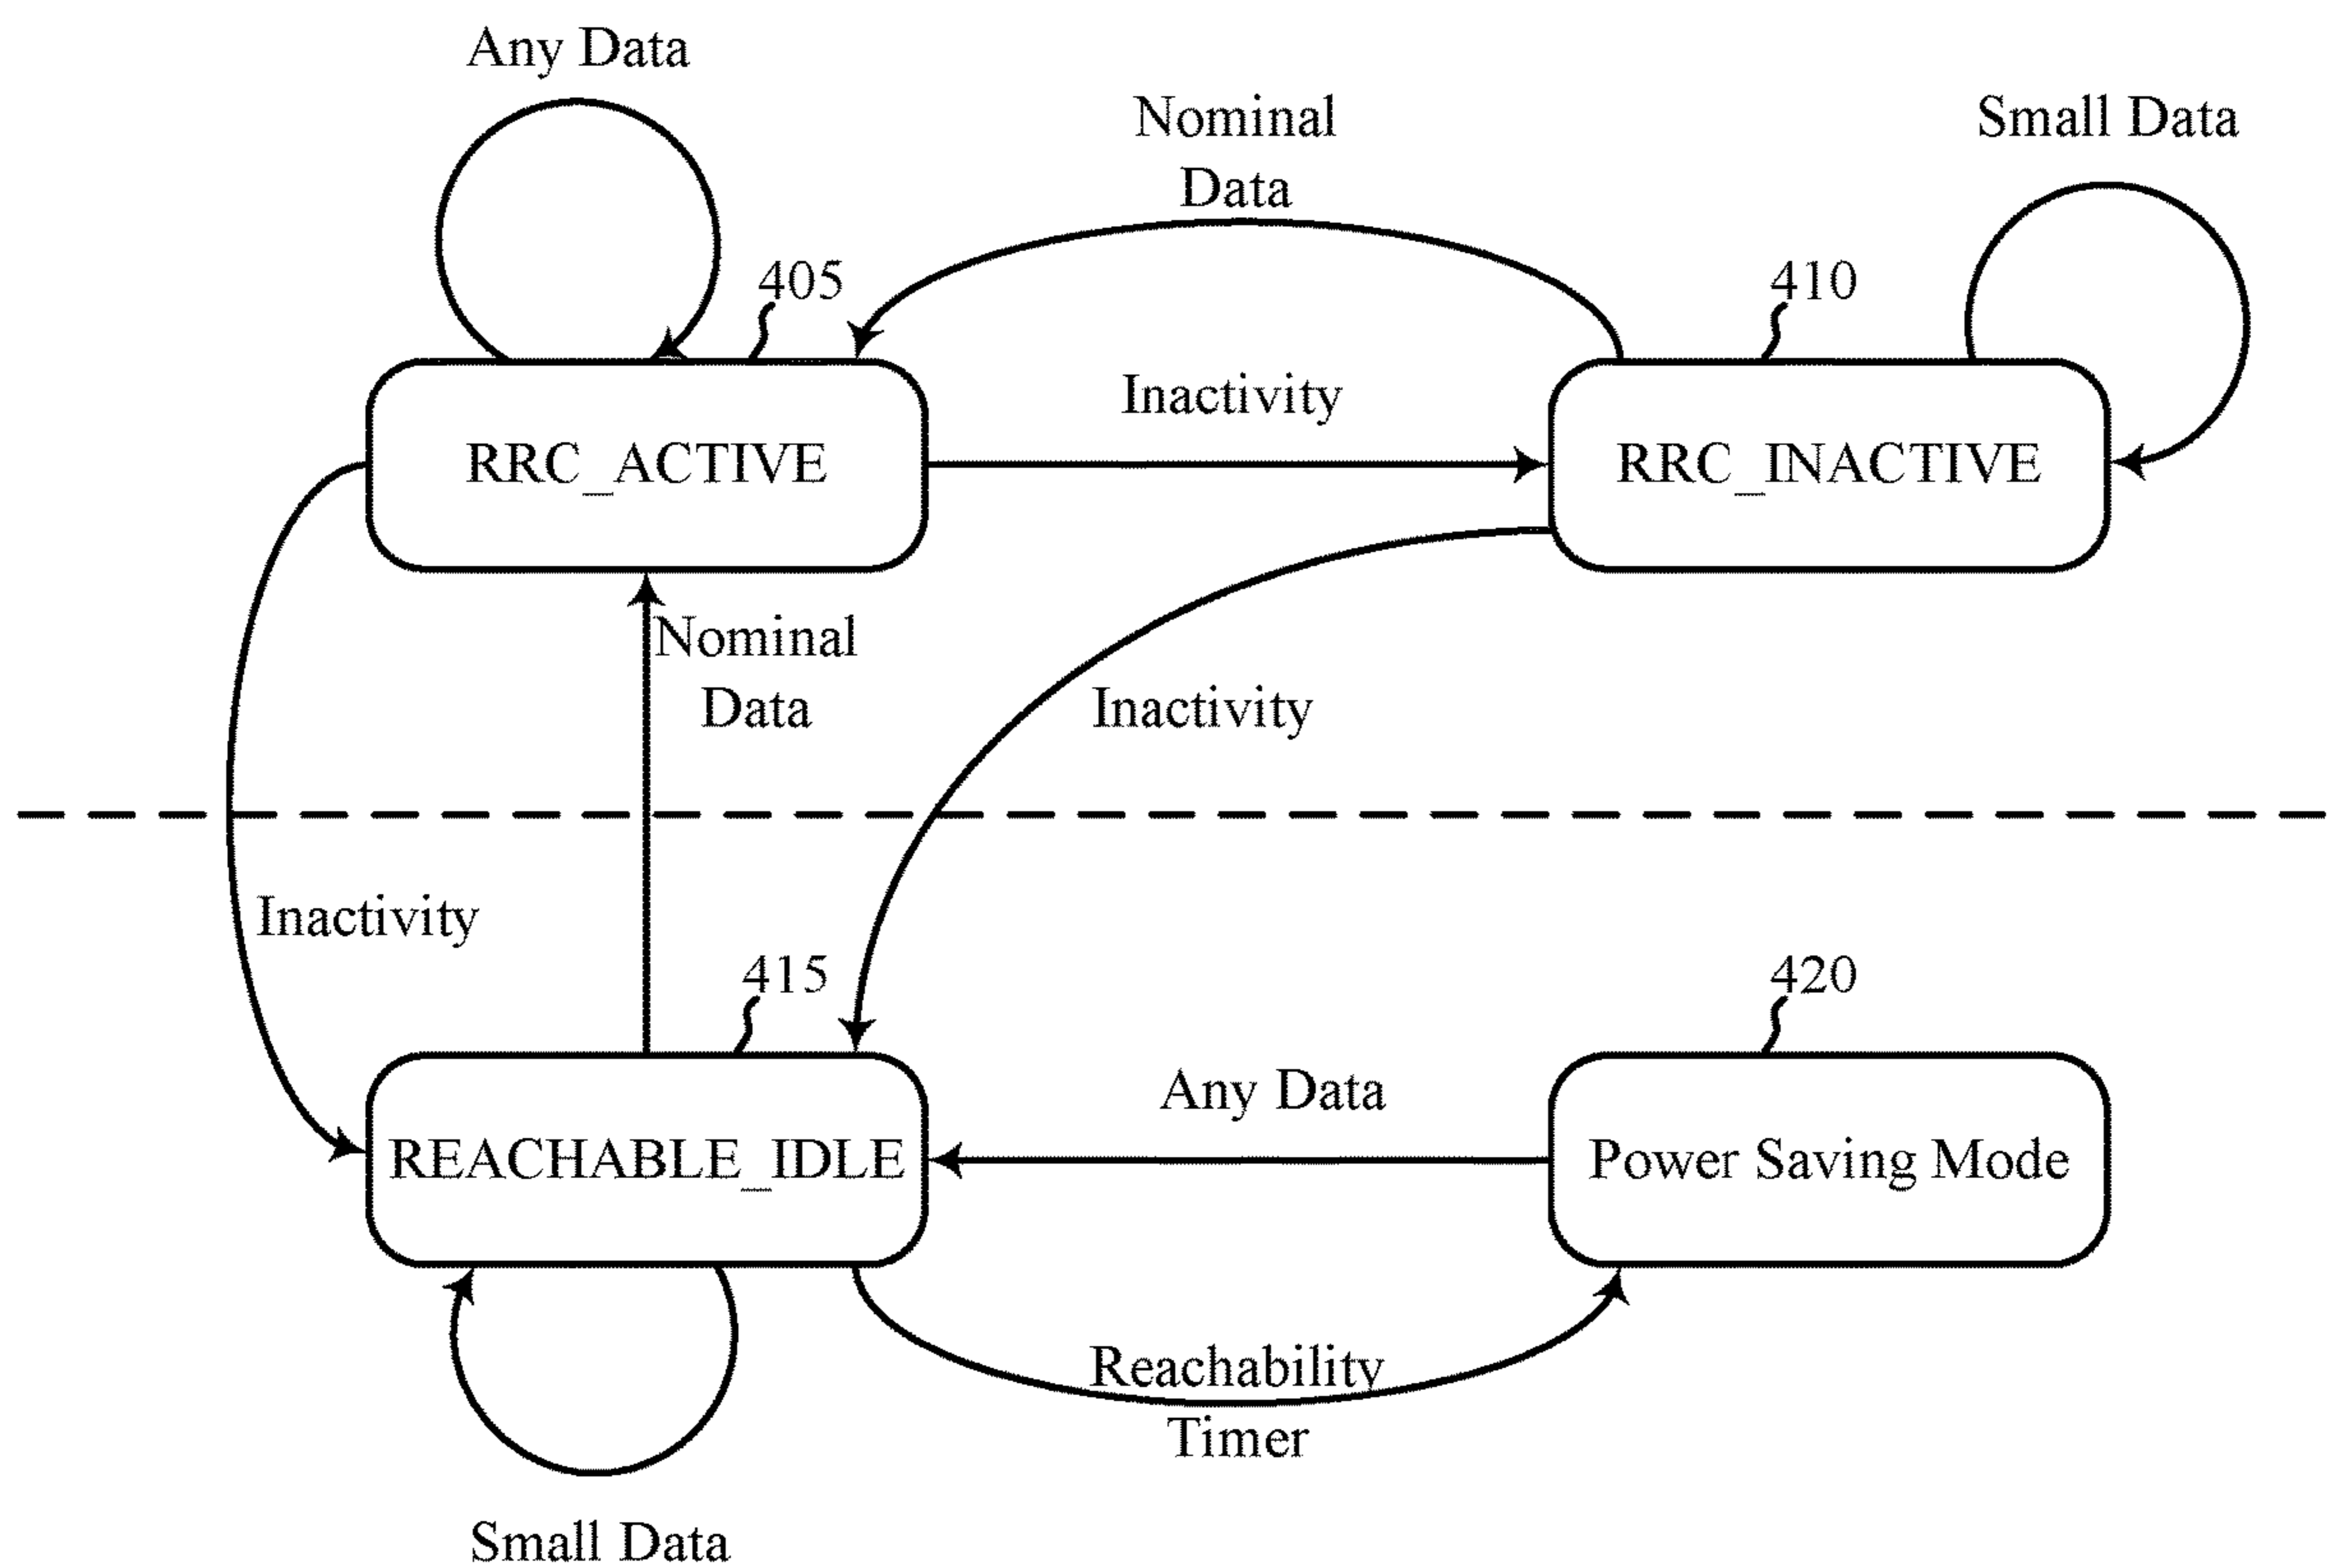 Any Data
Nominal
Data
Small Data
405
410
RRC_ACTIVE
Inactivity
RRC_INACTIVE
Nominal
Data
Inactivity
Inactivity
415
420
REACHABLE_IDLE
Any Data
Power Saving Mode
Reachability
Timer
Small Data